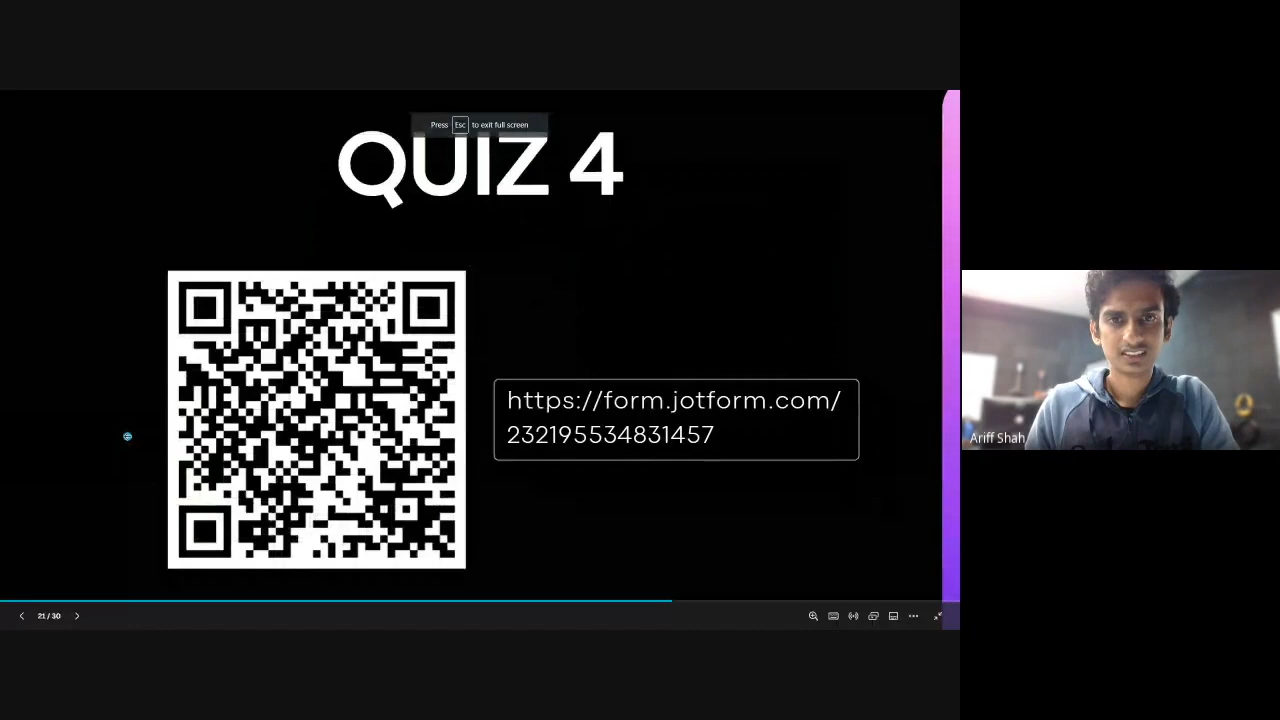 Press Esc to exit full screen
QUIZ 4
https://form.jotform.com/
232195534831457
Ariff Shah
21 / 30